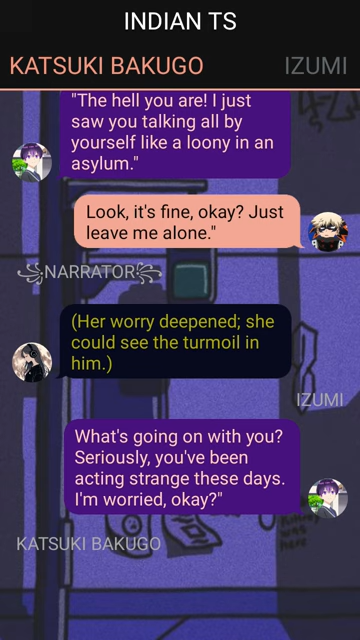 INDIAN TS
KATSUKI BAKUGO IZUMI
"The hell you are! I just
saw you talking all by
yourself like a loony in an
asylum."
Look, it's fine, okay? Just
leave me alone."
꧁NARRATOR꧂
(Her worry deepened; she
could see the turmoil in
him.)
IZUMI
What's going on with you?
Seriously, you've been
acting strange these days.
I'm worried, okay?"
was
here
KATSUKI BAKUGO